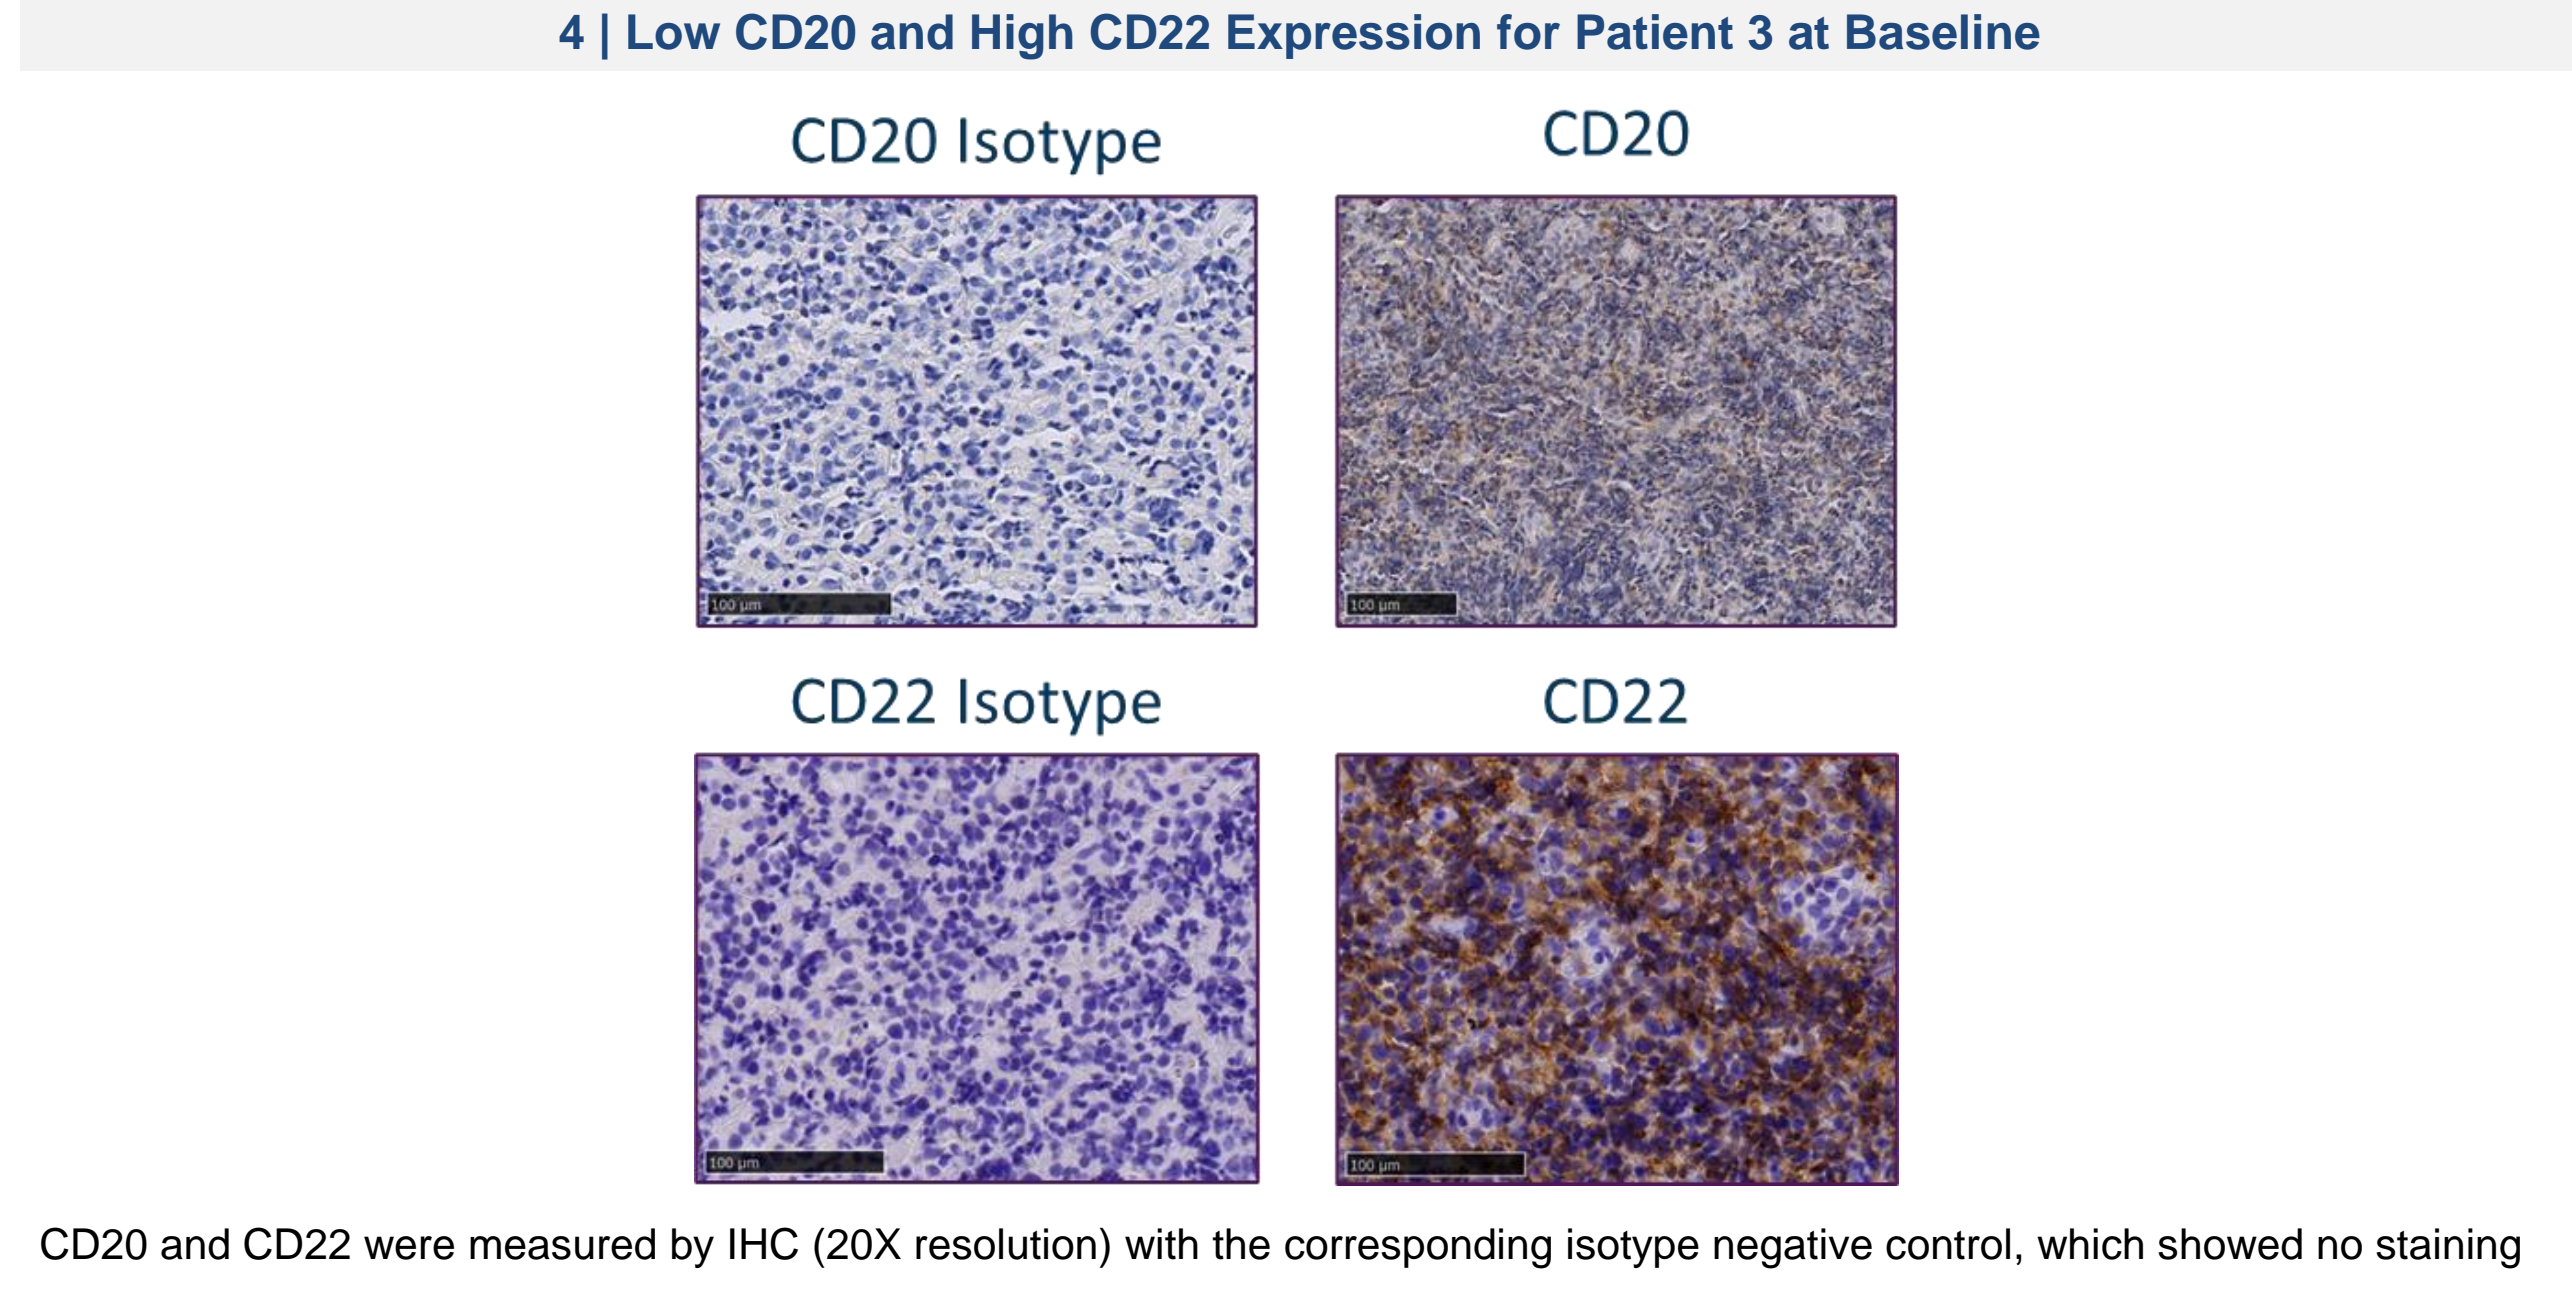 4 | Low CD20 and High CD22 Expression for Patient 3 at Baseline
CD20 Isotype
CD20
100 µm
100 µm
CD22 Isotype
CD22
100 µm
100 µm
CD20 and CD22 were measured by IHC (20X resolution) with the corresponding isotype negative control, which showed no staining